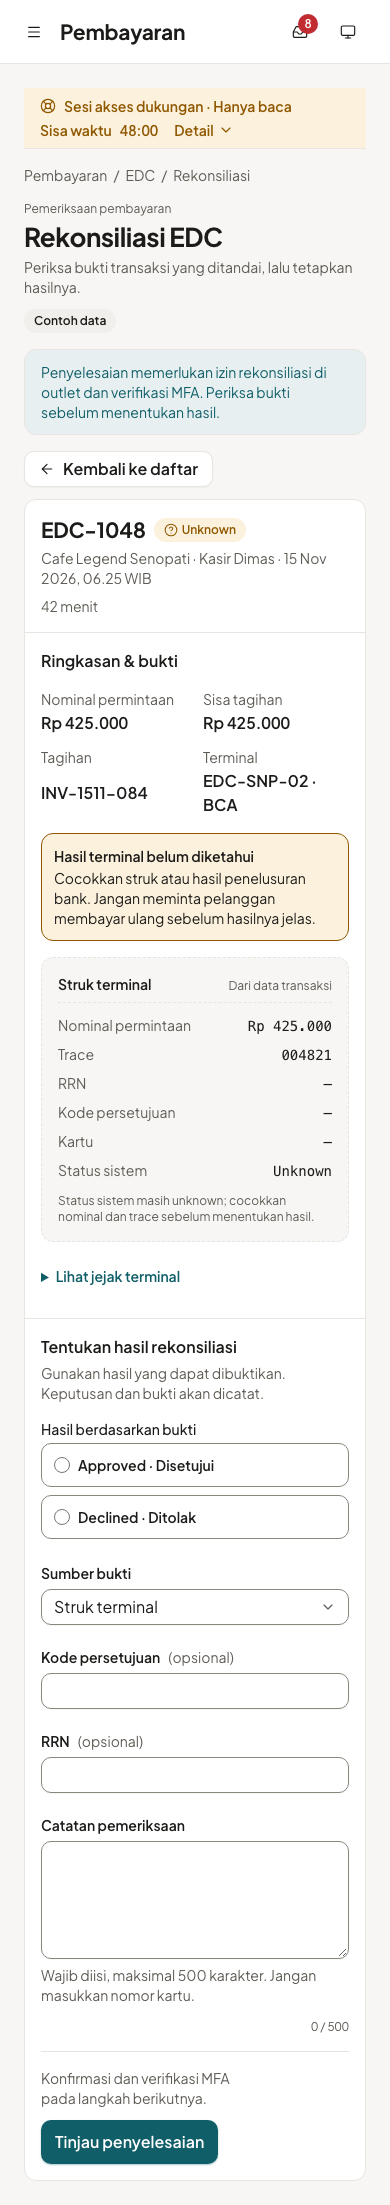 Pembayaran
8
Sesi akses dukungan · Hanya baca
Sisa waktu 48:00 Detail
Pembayaran / EDC / Rekonsiliasi
Pemeriksaan pembayaran
Rekonsiliasi EDC
Periksa bukti transaksi yang ditandai, lalu tetapkan
hasilnya.
Contoh data
Penyelesaian memerlukan izin rekonsiliasi di
outlet dan verifikasi MFA. Periksa bukti
sebelum menentukan hasil.
Kembali ke daftar
EDC-1048 Unknown
Cafe Legend Senopati · Kasir Dimas · 15 Nov
2026, 06.25 WIB
42 menit
Ringkasan & bukti
Nominal permintaan Sisa tagihan
Rp 425.000 Rp 425.000
Tagihan Terminal
INV-1511-084 EDC-SNP-02 ·
BCA
Hasil terminal belum diketahui
Cocokkan struk atau hasil penelusuran
bank. Jangan meminta pelanggan
membayar ulang sebelum hasilnya jelas.
Struk terminal Dari data transaksi
Nominal permintaan Rp 425.000
Trace 004821
RRN —
Kode persetujuan —
Kartu —
Status sistem Unknown
Status sistem masih unknown; cocokkan
nominal dan trace sebelum menentukan hasil.
Lihat jejak terminal
Tentukan hasil rekonsiliasi
Gunakan hasil yang dapat dibuktikan.
Keputusan dan bukti akan dicatat.
Hasil berdasarkan bukti
Approved · Disetujui
Declined · Ditolak
Sumber bukti
Struk terminal
Kode persetujuan (opsional)
RRN (opsional)
Catatan pemeriksaan
Wajib diisi, maksimal 500 karakter. Jangan
masukkan nomor kartu.
0 / 500
Konfirmasi dan verifikasi MFA
pada langkah berikutnya.
Tinjau penyelesaian